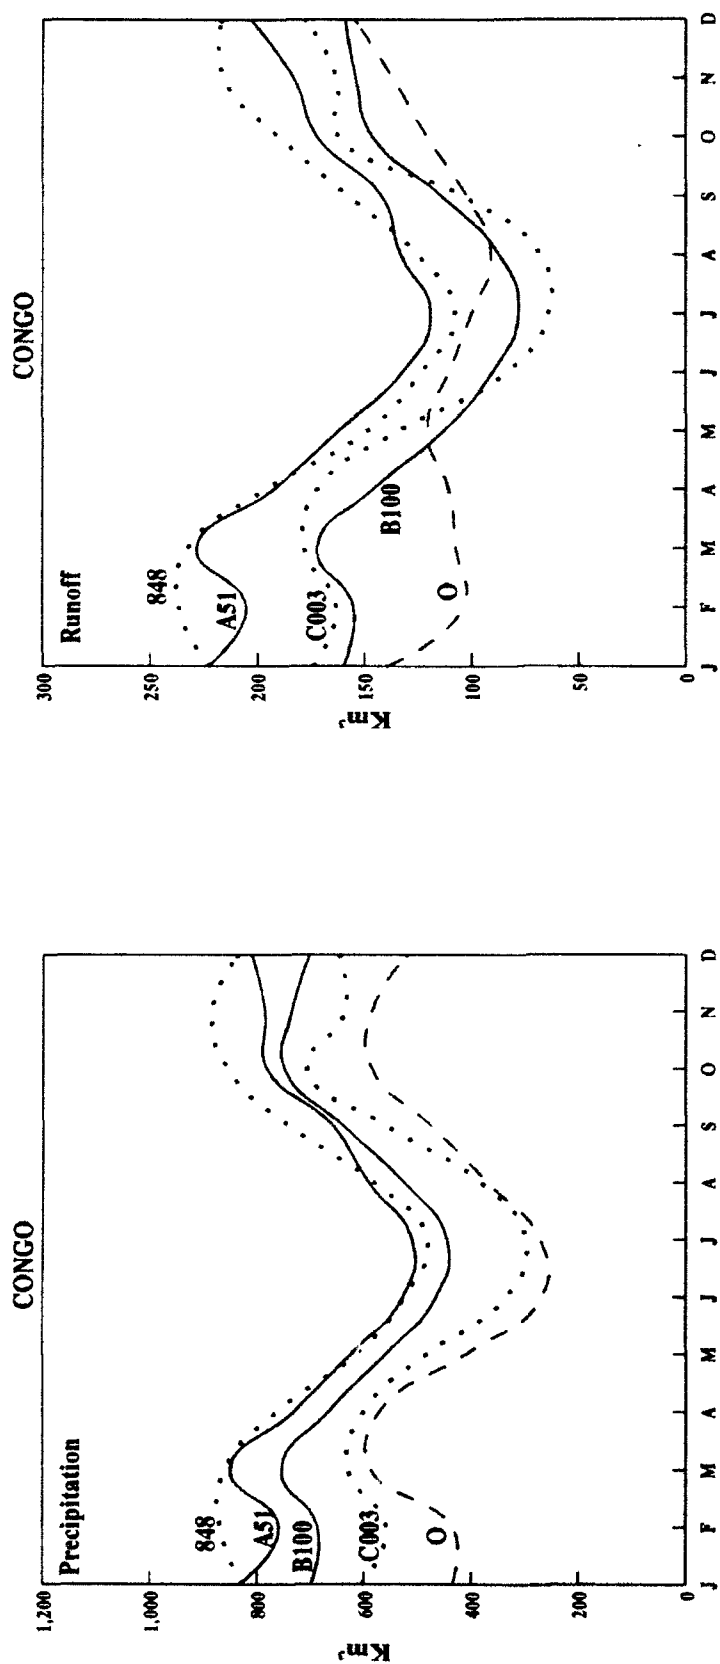 CONGO
Precipitation
1,200
1,000
800
600
400
200
0
Km³
848
A51
B100
C003.
O
J F M A M J J A S O N D
CONGO
Runoff
300
250
200
150
100
50
0
Km³
848
A51
C003
B100
O
J F M A M J J A S O N D